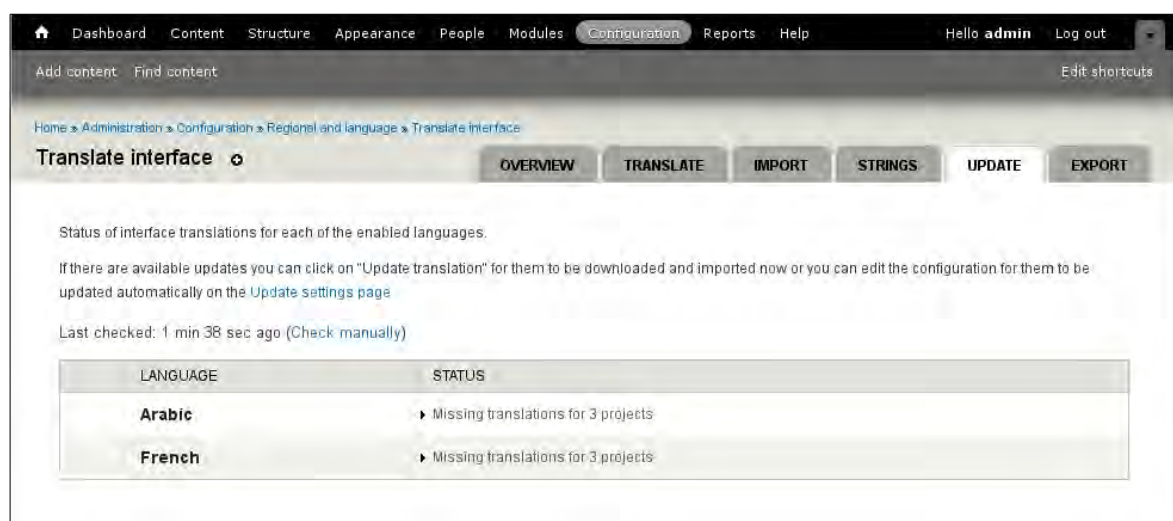 Dashboard Content Structure Appearance People Modules Configuration Reports Help Hello admin Log out
Add content Find content Edit shortcuts
Home » Administration » Configuration » Regional and language » Translate interface
Translate interface
OVERVIEW TRANSLATE IMPORT STRINGS UPDATE EXPORT
Status of interface translations for each of the enabled languages.
If there are available updates you can click on "Update translation" for them to be downloaded and imported now or you can edit the configuration for them to be
updated automatically on the Update settings page
Last checked: 1 min 38 sec ago (Check manually)
LANGUAGE STATUS
Arabic Missing translations for 3 projects
French Missing translations for 3 projects